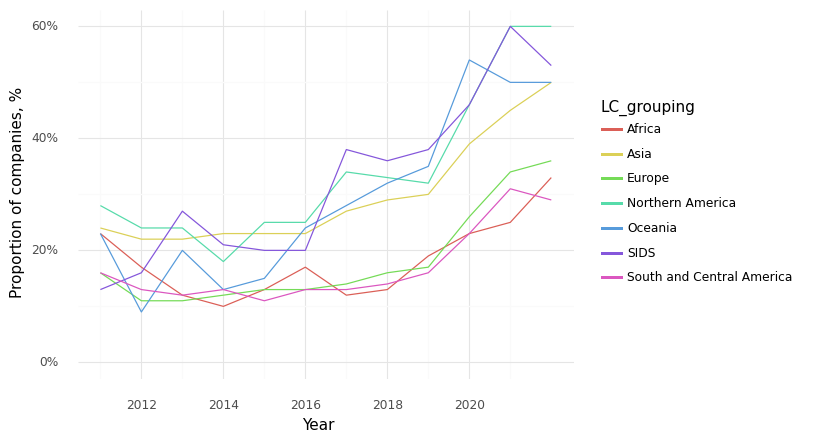 Proportion of companies, %
60%
40%
20%
0%
2012 2014 2016 2018 2020
Year
LC_grouping
Africa
Asia
Europe
Northern America
Oceania
SIDS
South and Central America